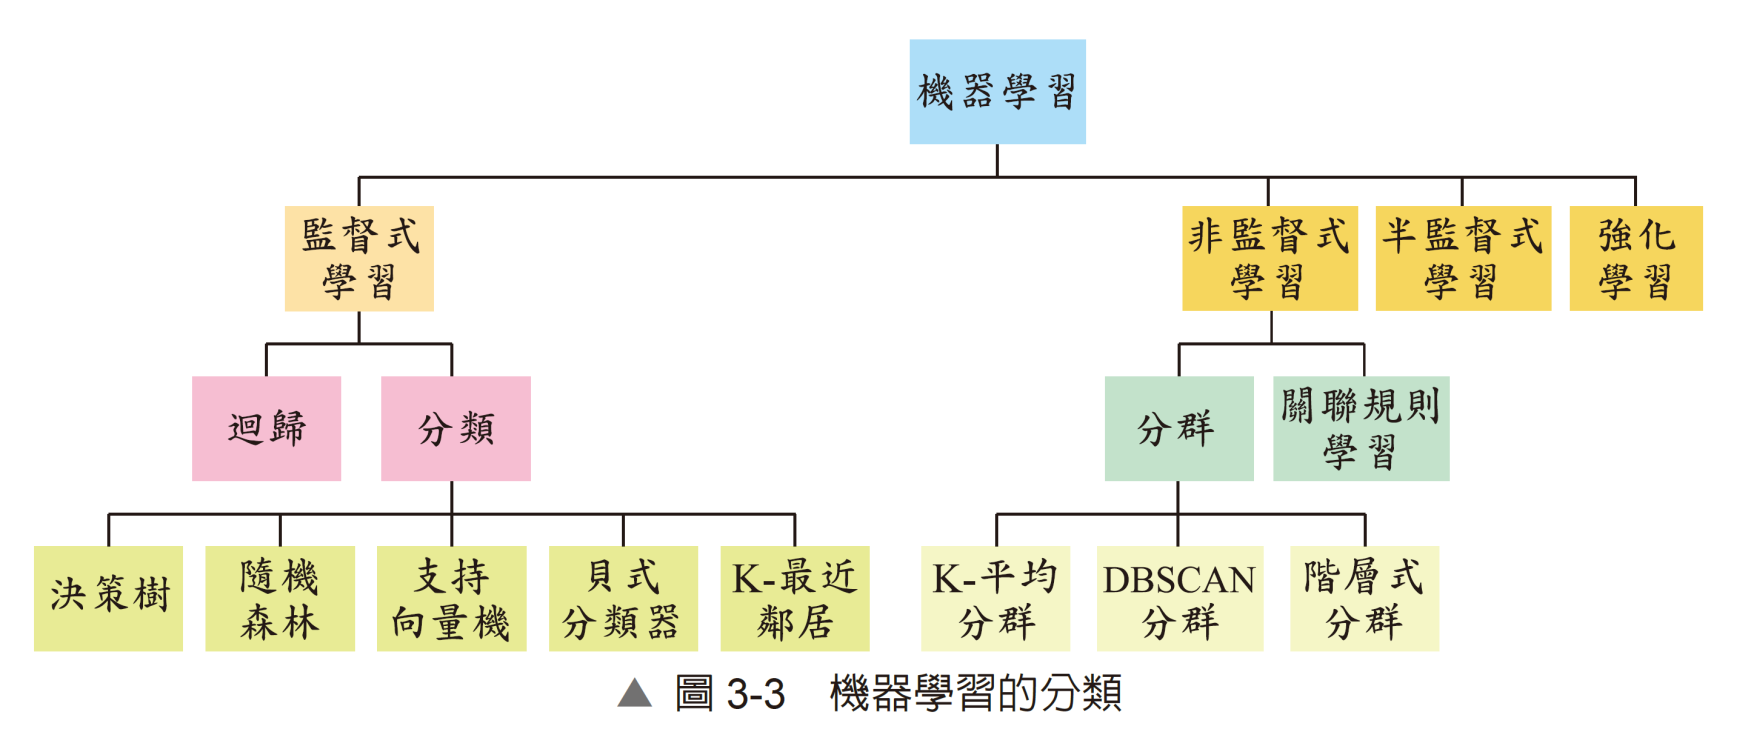 機器學習
監督式
學習
非監督式
學習
半監督式
學習
強化
學習
迴歸
分類
分群
關聯規則
學習
決策樹
隨機
森林
支持
向量機
貝式
分類器
K-最近
鄰居
K-平均
分群
DBSCAN
分群
階層式
分群
▲ 圖 3-3 機器學習的分類